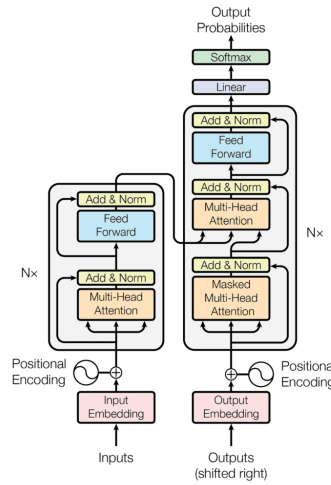 Output
Probabilities
Softmax
Linear
Add & Norm
Feed
Forward
Add & Norm
Multi-Head
Attention
Add & Norm
Masked
Multi-Head
Attention
Nx
Positional
Encoding
Output
Embedding
Outputs
(shifted right)
Add & Norm
Feed
Forward
Nx
Add & Norm
Multi-Head
Attention
Positional
Encoding
Input
Embedding
Inputs